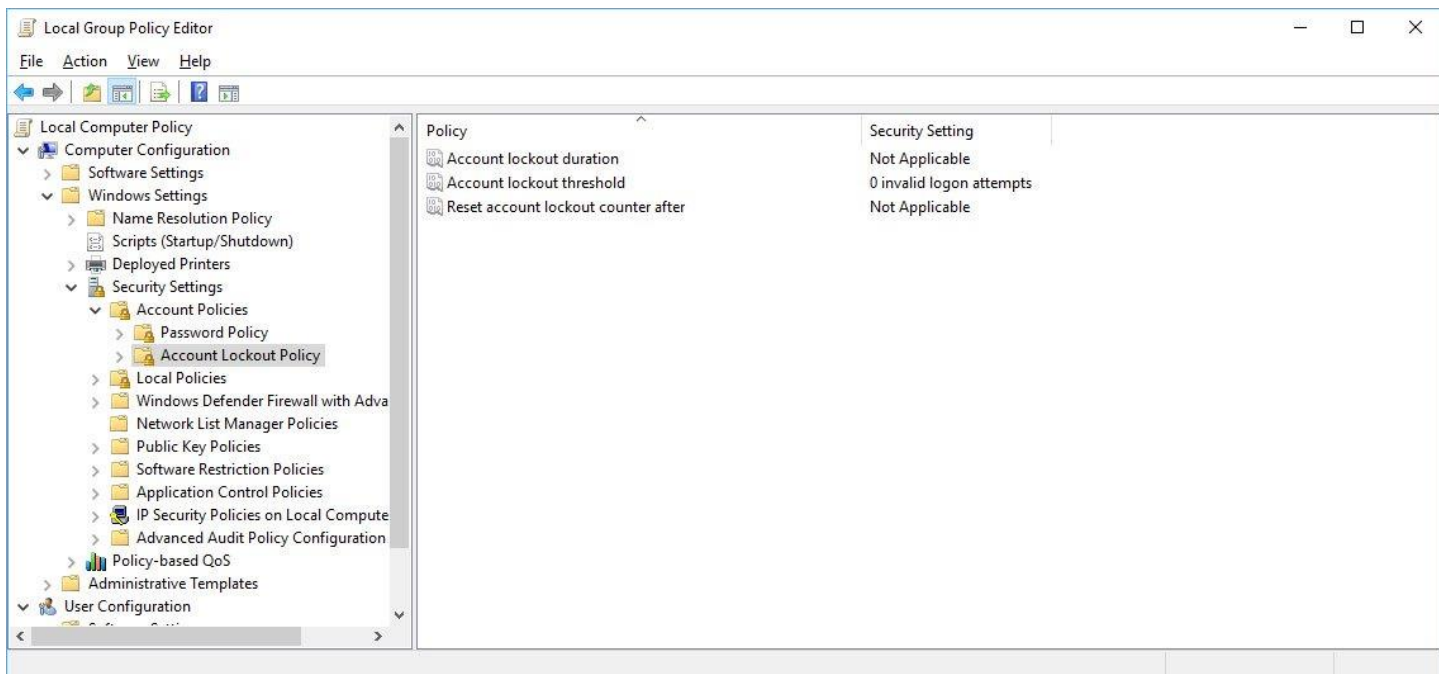 Local Group Policy Editor
File Action View Help
Local Computer Policy
Computer Configuration
Software Settings
Windows Settings
Name Resolution Policy
Scripts (Startup/Shutdown)
Deployed Printers
Security Settings
Account Policies
Password Policy
Account Lockout Policy
Local Policies
Windows Defender Firewall with Adva
Network List Manager Policies
Public Key Policies
Software Restriction Policies
Application Control Policies
IP Security Policies on Local Compute
Advanced Audit Policy Configuration
Policy-based QoS
Administrative Templates
User Configuration
Policy Security Setting
Account lockout duration Not Applicable
Account lockout threshold 0 invalid logon attempts
Reset account lockout counter after Not Applicable